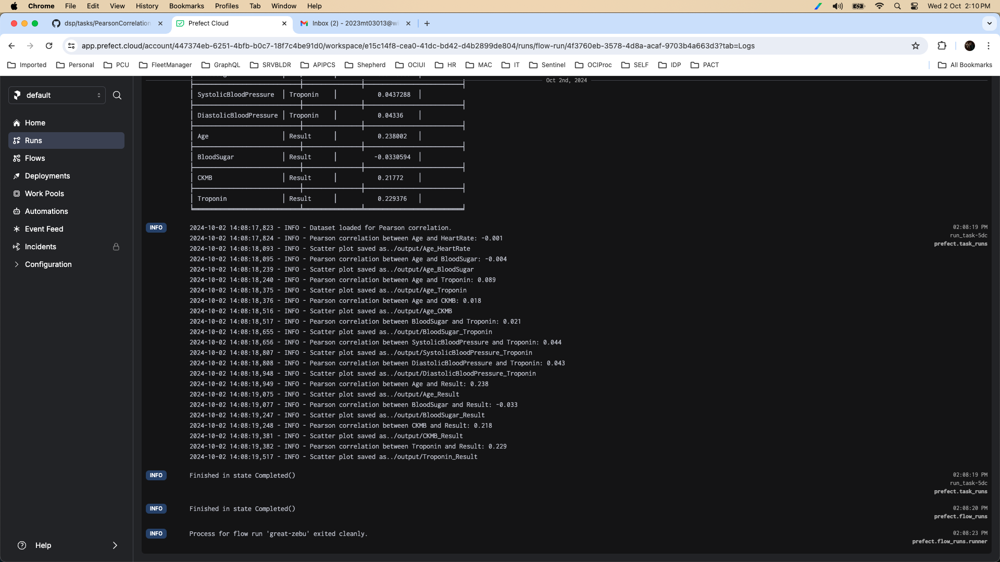 Chrome File Edit View History Bookmarks Profiles Tab Window Help Wed 2 Oct 2:10 PM
dsp/tasks/PearsonCorrelation Prefect Cloud Inbox (2) - 2023mt03013@wi
app.prefect.cloud/account/447374eb-6251-4bfb-b0c7-18f7c4be91d0/workspace/e15c14f8-cea0-41dc-bd42-d4b2899de804/runs/flow-run/4f3760eb-3578-4d8a-acaf-9703b4a663d3?tab=Logs
Imported Personal PCU FleetManager GraphQL SRVBLDR APIPCS Shepherd OCIUI HR MAC IT Sentinel OCIProc SELF IDP PACT All Bookmarks
default
Home
Runs
Flows
Deployments
Work Pools
Automations
Event Feed
Incidents
Configuration
Help
Oct 2nd, 2024
SystolicBloodPressure Troponin 0.0437288
DiastolicBloodPressure Troponin 0.04336
Age Result 0.238002
BloodSugar Result -0.0330594
CKMB Result 0.21772
Troponin Result 0.229376
INFO
2024-10-02 14:08:17,823 - INFO - Dataset loaded for Pearson correlation.
2024-10-02 14:08:17,824 - INFO - Pearson correlation between Age and HeartRate: -0.001
2024-10-02 14:08:18,093 - INFO - Scatter plot saved as../output/Age_HeartRate
2024-10-02 14:08:18,095 - INFO - Pearson correlation between Age and BloodSugar: -0.004
2024-10-02 14:08:18,239 - INFO - Scatter plot saved as../output/Age_BloodSugar
2024-10-02 14:08:18,240 - INFO - Pearson correlation between Age and Troponin: 0.089
2024-10-02 14:08:18,375 - INFO - Scatter plot saved as../output/Age_Troponin
2024-10-02 14:08:18,376 - INFO - Pearson correlation between Age and CKMB: 0.018
2024-10-02 14:08:18,516 - INFO - Scatter plot saved as../output/Age_CKMB
2024-10-02 14:08:18,517 - INFO - Pearson correlation between BloodSugar and Troponin: 0.021
2024-10-02 14:08:18,655 - INFO - Scatter plot saved as../output/BloodSugar_Troponin
2024-10-02 14:08:18,656 - INFO - Pearson correlation between SystolicBloodPressure and Troponin: 0.044
2024-10-02 14:08:18,807 - INFO - Scatter plot saved as../output/SystolicBloodPressure_Troponin
2024-10-02 14:08:18,808 - INFO - Pearson correlation between DiastolicBloodPressure and Troponin: 0.043
2024-10-02 14:08:18,948 - INFO - Scatter plot saved as../output/DiastolicBloodPressure_Troponin
2024-10-02 14:08:18,949 - INFO - Pearson correlation between Age and Result: 0.238
2024-10-02 14:08:19,075 - INFO - Scatter plot saved as../output/Age_Result
2024-10-02 14:08:19,077 - INFO - Pearson correlation between BloodSugar and Result: -0.033
2024-10-02 14:08:19,247 - INFO - Scatter plot saved as../output/BloodSugar_Result
2024-10-02 14:08:19,248 - INFO - Pearson correlation between CKMB and Result: 0.218
2024-10-02 14:08:19,381 - INFO - Scatter plot saved as../output/CKMB_Result
2024-10-02 14:08:19,382 - INFO - Pearson correlation between Troponin and Result: 0.229
2024-10-02 14:08:19,517 - INFO - Scatter plot saved as../output/Troponin_Result
02:08:19 PM
run_task-5dc
prefect.task_runs
INFO Finished in state Completed()
02:08:19 PM
run_task-5dc
prefect.task_runs
INFO Finished in state Completed()
02:08:20 PM
prefect.flow_runs
INFO Process for flow run 'great-zebu' exited cleanly.
02:08:23 PM
prefect.flow_runs.runner